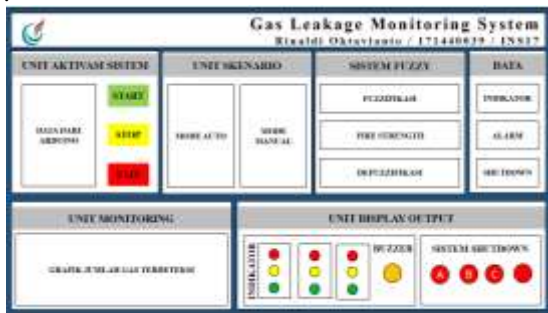 Gas Leakage Monitoring System
Rinaldi Oktavianto / 171440039 / INS17
UNIT AKTIVASI SISTEM
START
DATA DARI
ARDUINO
STOP
UNIT SKENARIO
MODE AUTO
MODE
MANUAL
SISTEM FUZZY
FUZZIFIKASI
FIRE STRENGTH
DEFUZZIFIKASI
DATA
INDIKATOR
ALARM
SHUTDOWN
UNIT MONITORING
GRAFIK JUMLAH GAS TERDETEKSI
UNIT DISPLAY OUTPUT
INDIKATOR
BUZZER
SISTEM SHUTDOWN
A
B
C